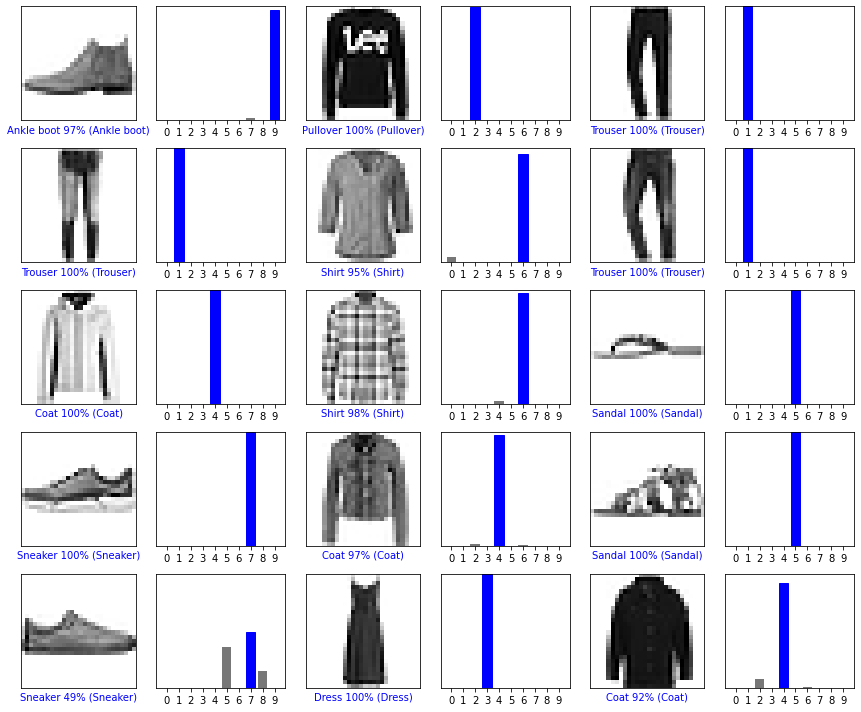 Lee
0 1 2 3 4 5 6 7 8 9 0 1 2 3 4 5 6 7 8 9 0 1 2 3 4 5 6 7 8 9
Ankle boot 97% (Ankle boot) Pullover 100% (Pullover) Trouser 100% (Trouser)
0 1 2 3 4 5 6 7 8 9 0 1 2 3 4 5 6 7 8 9 0 1 2 3 4 5 6 7 8 9
Trouser 100% (Trouser) Shirt 95% (Shirt) Trouser 100% (Trouser)
0 1 2 3 4 5 6 7 8 9 0 1 2 3 4 5 6 7 8 9 0 1 2 3 4 5 6 7 8 9
Coat 100% (Coat) Shirt 98% (Shirt) Sandal 100% (Sandal)
0 1 2 3 4 5 6 7 8 9 0 1 2 3 4 5 6 7 8 9 0 1 2 3 4 5 6 7 8 9
Sneaker 100% (Sneaker) Coat 97% (Coat) Sandal 100% (Sandal)
0 1 2 3 4 5 6 7 8 9 0 1 2 3 4 5 6 7 8 9 0 1 2 3 4 5 6 7 8 9
Sneaker 49% (Sneaker) Dress 100% (Dress) Coat 92% (Coat)